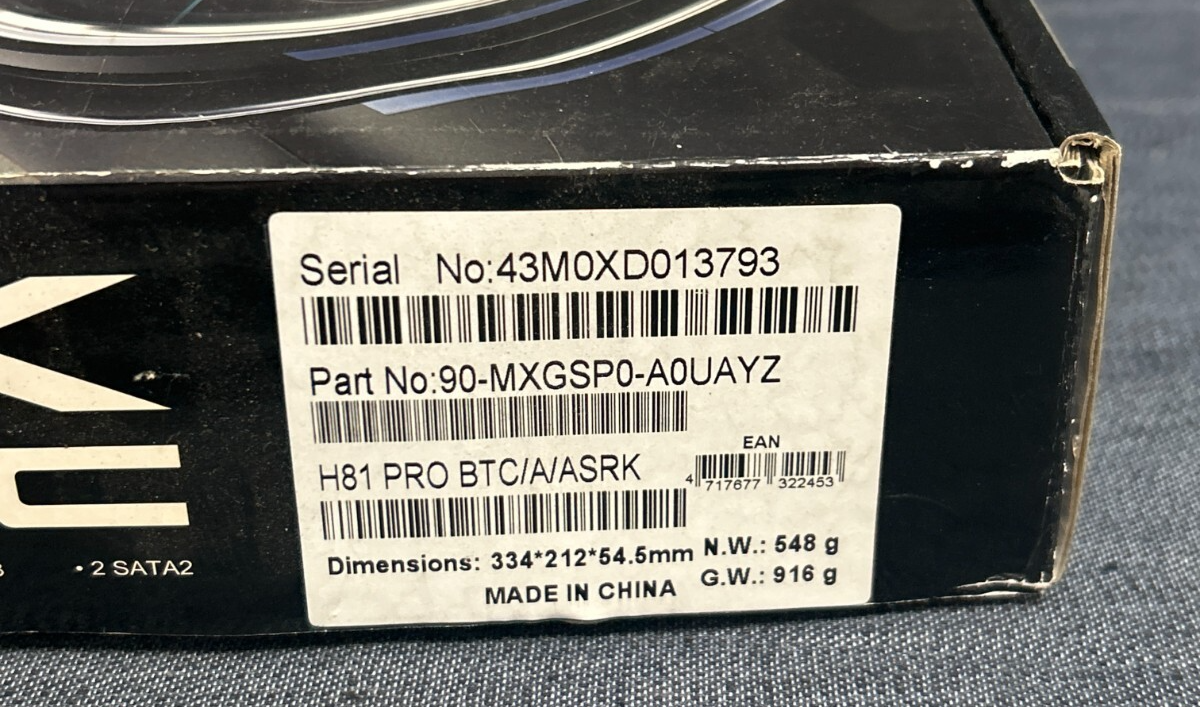 Serial No:43M0XD013793
Part No:90-MXGSP0-A0UAYZ
H81 PRO BTC/A/ASRK
EAN
4 717677 322453
Dimensions: 334*212*54.5mm
N.W.: 548 g
MADE IN CHINA
G.W.: 916 g
• 2 SATA2